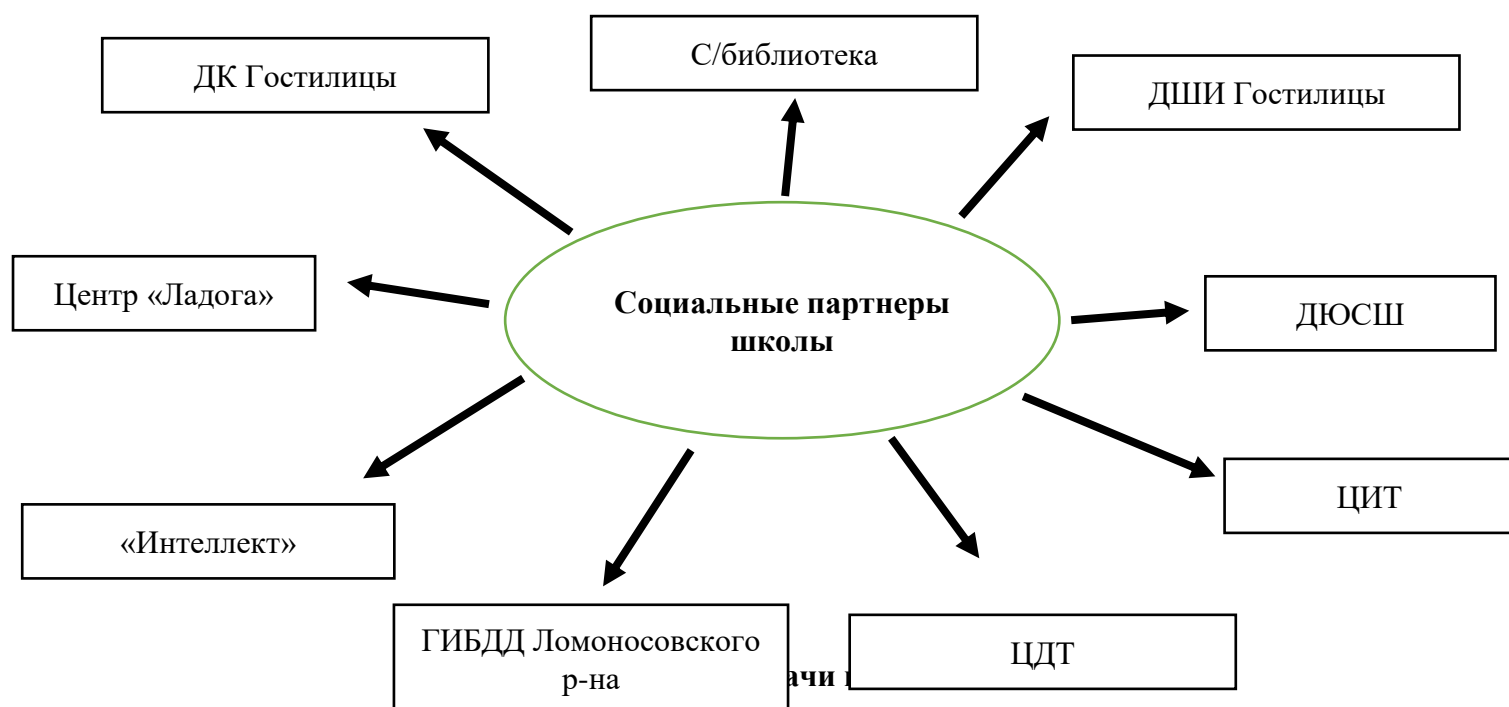 С/библиотека
ДК Гостилицы
ДШИ Гостилицы
Центр «Ладога»
Социальные партнеры
школы
ДЮСШ
ЦИТ
«Интеллект»
ГИБДД Ломоносовского
р-на
ЦДТ